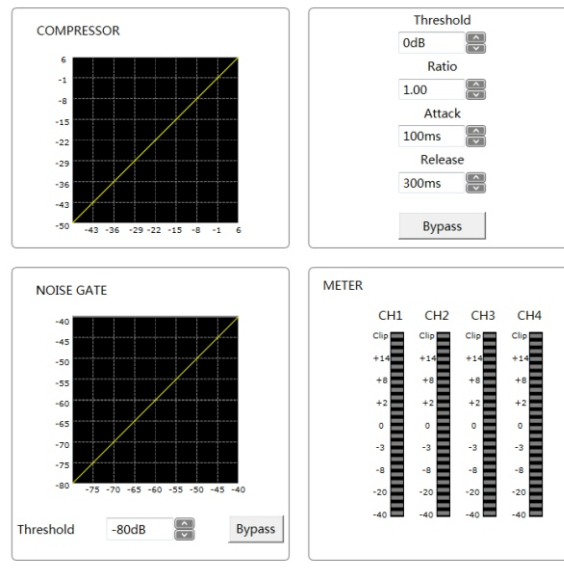 COMPRESSOR
6
-1
-8
-15
-22
-29
-36
-43
-50
-43 -36 -29 -22 -15 -8 -1 6
Threshold
0dB
Ratio
1.00
Attack
100ms
Release
300ms
Bypass
NOISE GATE
-40
-45
-50
-55
-60
-65
-70
-75
-80
-75 -70 -65 -60 -55 -50 -45 -40
Threshold -80dB Bypass
METER
CH1 CH2 CH3 CH4
Clip Clip Clip Clip
+14 +14 +14 +14
+8 +8 +8 +8
+2 +2 +2 +2
0 0 0 0
-3 -3 -3 -3
-8 -8 -8 -8
-20 -20 -20 -20
-40 -40 -40 -40